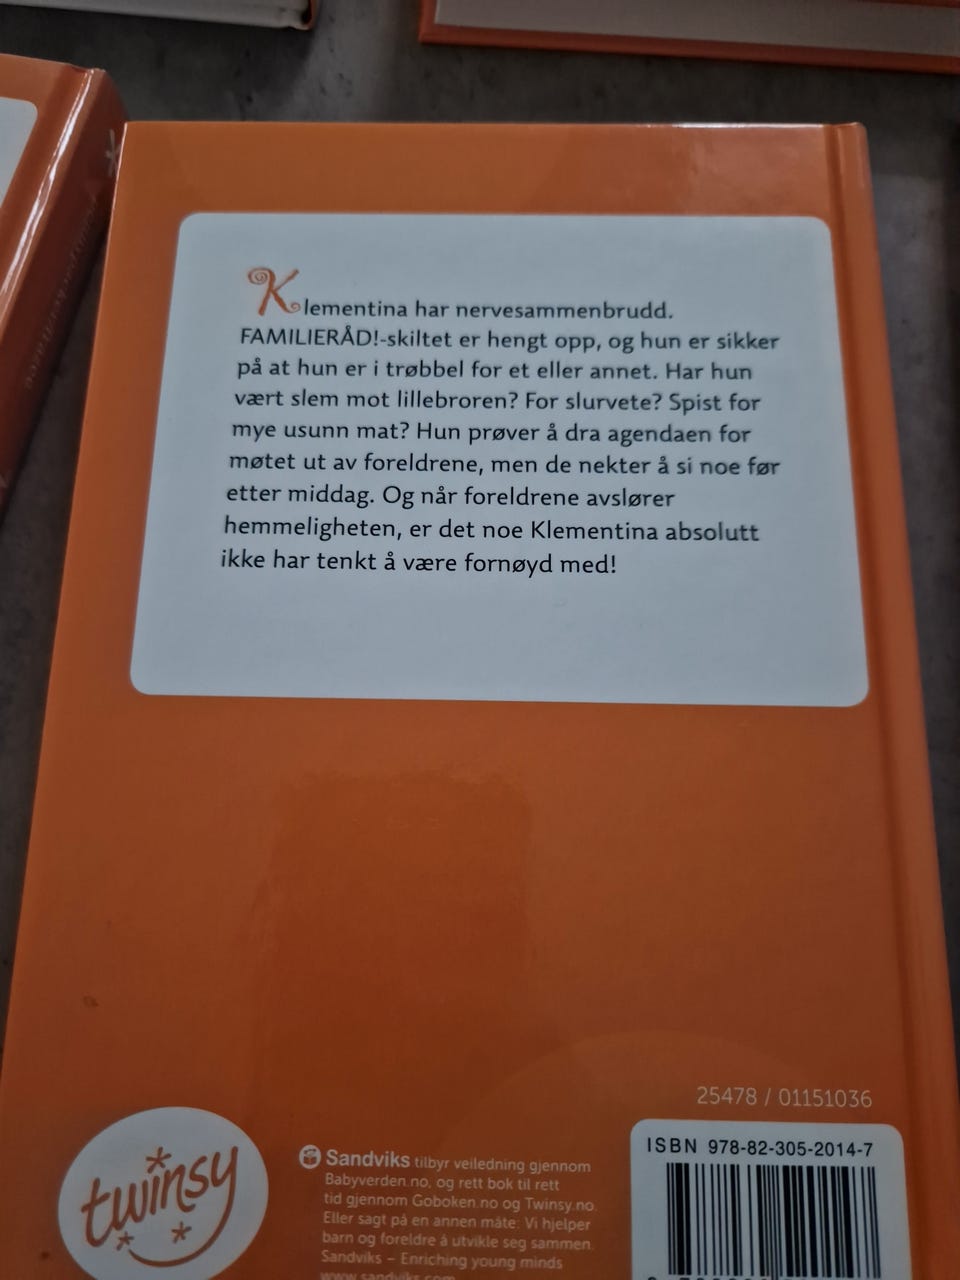 Klementina har nervesammenbrudd.
FAMILIERÅD!-skiltet er hengt opp, og hun er sikker
på at hun er i trøbbel for et eller annet. Har hun
vært slem mot lillebroren? For slurvete? Spist for
mye usunn mat? Hun prøver å dra agendaen for
møtet ut av foreldrene, men de nekter å si noe før
etter middag. Og når foreldrene avslører
hemmeligheten, er det noe Klementina absolutt
ikke har tenkt å være fornøyd med!
25478 / 01151036
twinsy
Sandviks tilbyr veiledning gjennom
Babyverden.no, og rett bok til rett
tid gjennom Goboken.no og Twinsy.no.
Eller sagt på en annen måte: Vi hjelper
barn og foreldre å utvikle seg sammen.
Sandviks – Enriching young minds
www.sandviks.com
ISBN 978-82-305-2014-7